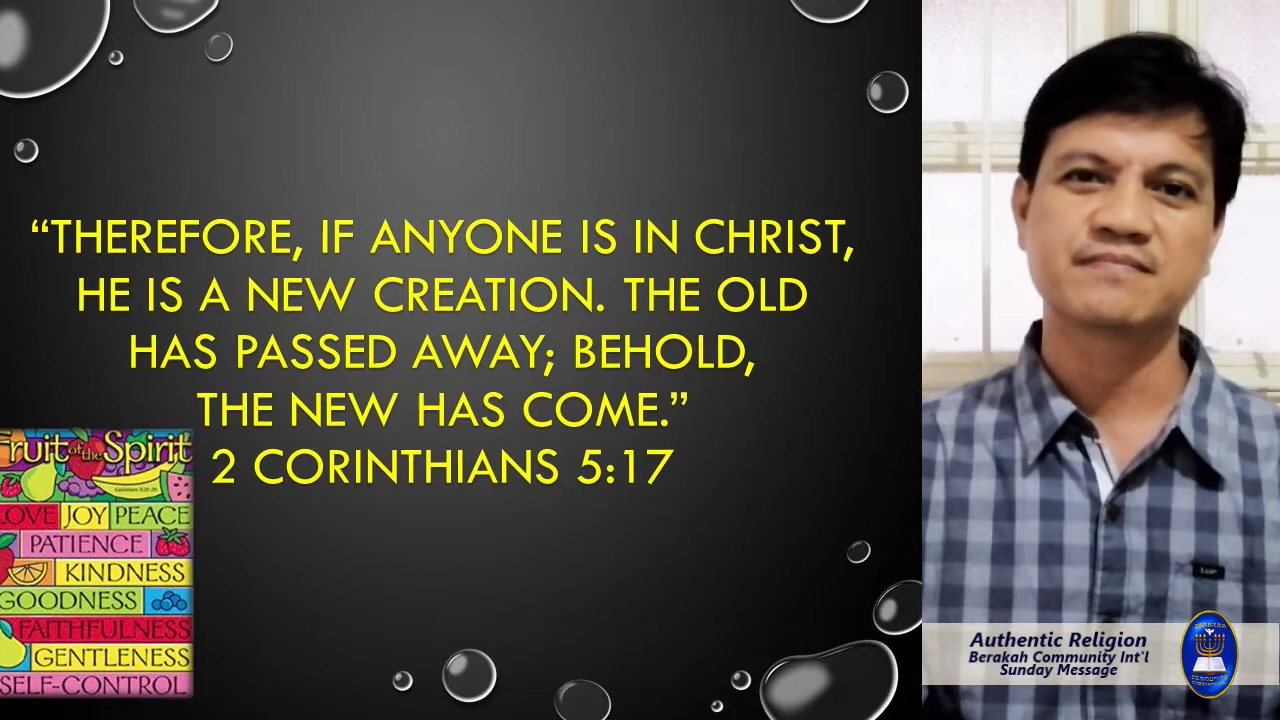 “THEREFORE, IF ANYONE IS IN CHRIST,
HE IS A NEW CREATION. THE OLD
HAS PASSED AWAY; BEHOLD,
THE NEW HAS COME.”
2 CORINTHIANS 5:17
Fruit of the Spirit
LOVE JOY PEACE
PATIENCE
KINDNESS
GOODNESS
FAITHFULNESS
GENTLENESS
SELF-CONTROL
Authentic Religion
Berakah Community Int'l
Sunday Message
BERAKAH
COMMUNITY